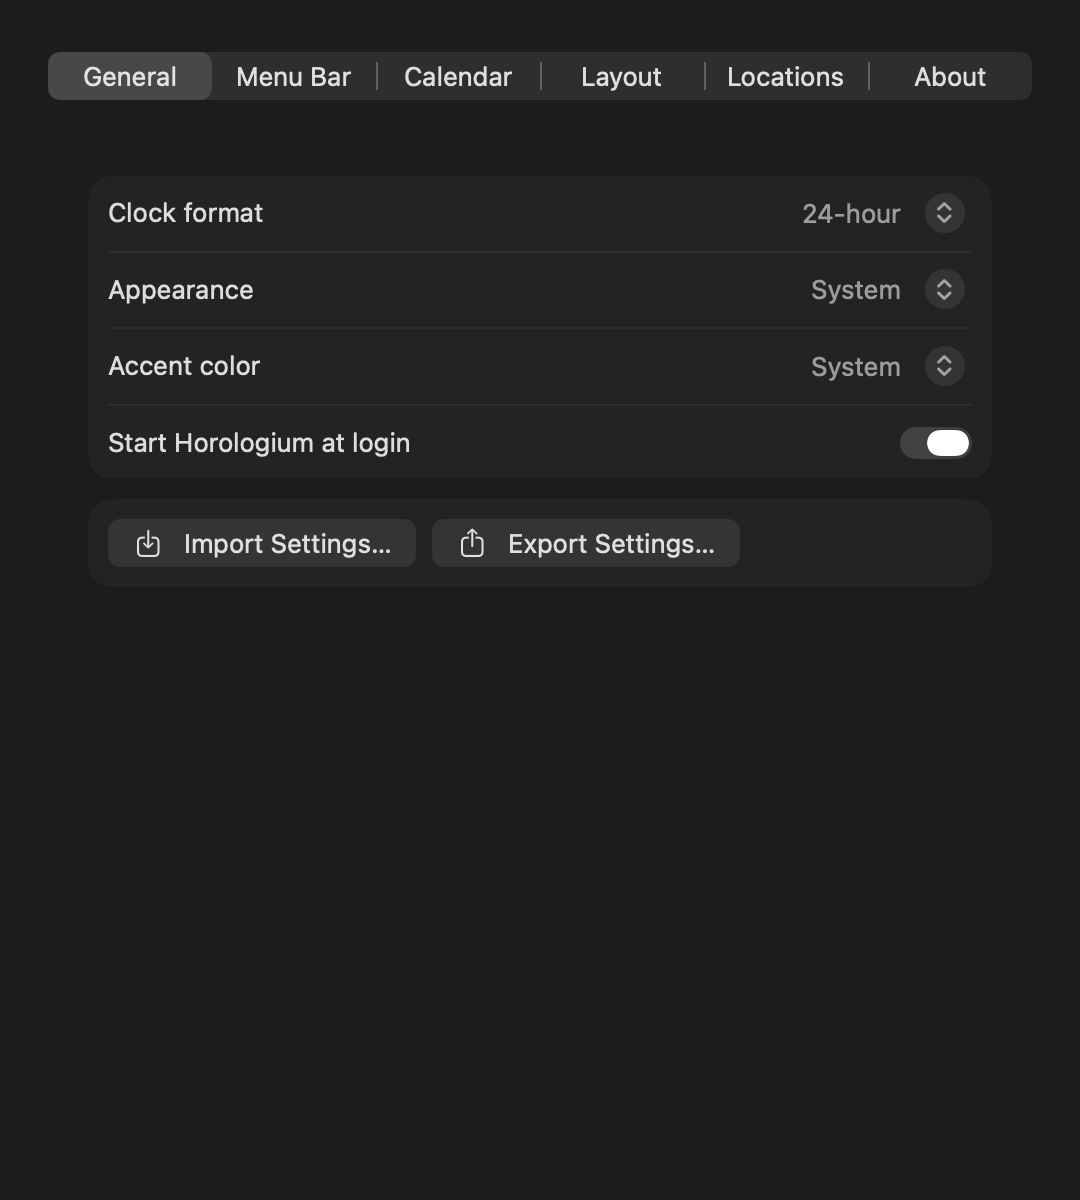 General Menu Bar Calendar Layout Locations About
Clock format 24-hour
Appearance System
Accent color System
Start Horologium at login
Import Settings... Export Settings...